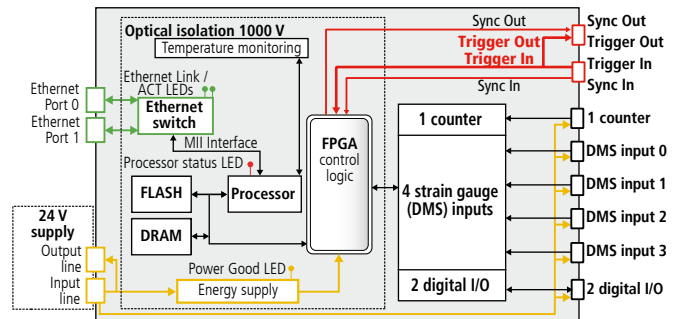 Optical isolation 1000 V
Temperature monitoring
Sync Out
Sync Out
Trigger Out
Trigger Out
Trigger In
Trigger In
Sync In
Sync In
Ethernet
Port 0
Ethernet
Port 1
Ethernet Link /
ACT LEDs
Ethernet
switch
MII Interface
Processor status LED
FLASH
Processor
DRAM
FPGA
control
logic
1 counter
4 strain gauge
(DMS) inputs
2 digital I/O
1 counter
DMS input 0
DMS input 1
DMS input 2
DMS input 3
2 digital I/O
24 V
supply
Output
line
Input
line
Power Good LED
Energy supply